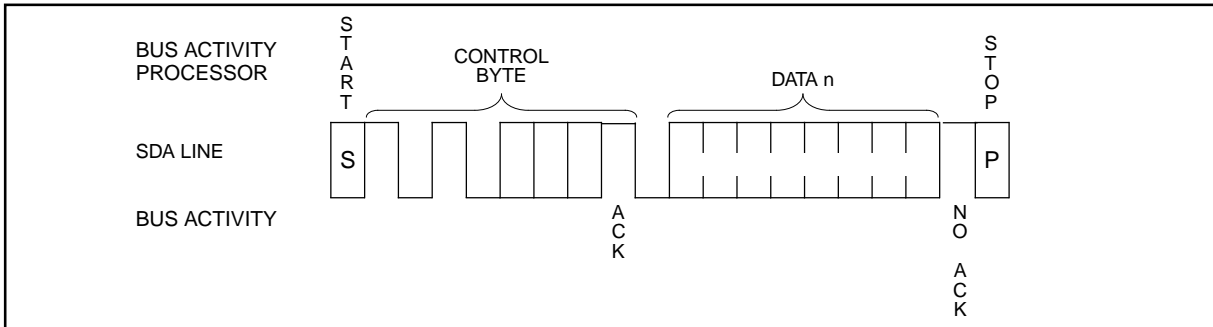 BUS ACTIVITY
PROCESSOR
START
CONTROL
BYTE
DATA n
STOP
SDA LINE
S
P
BUS ACTIVITY
ACK
NO ACK